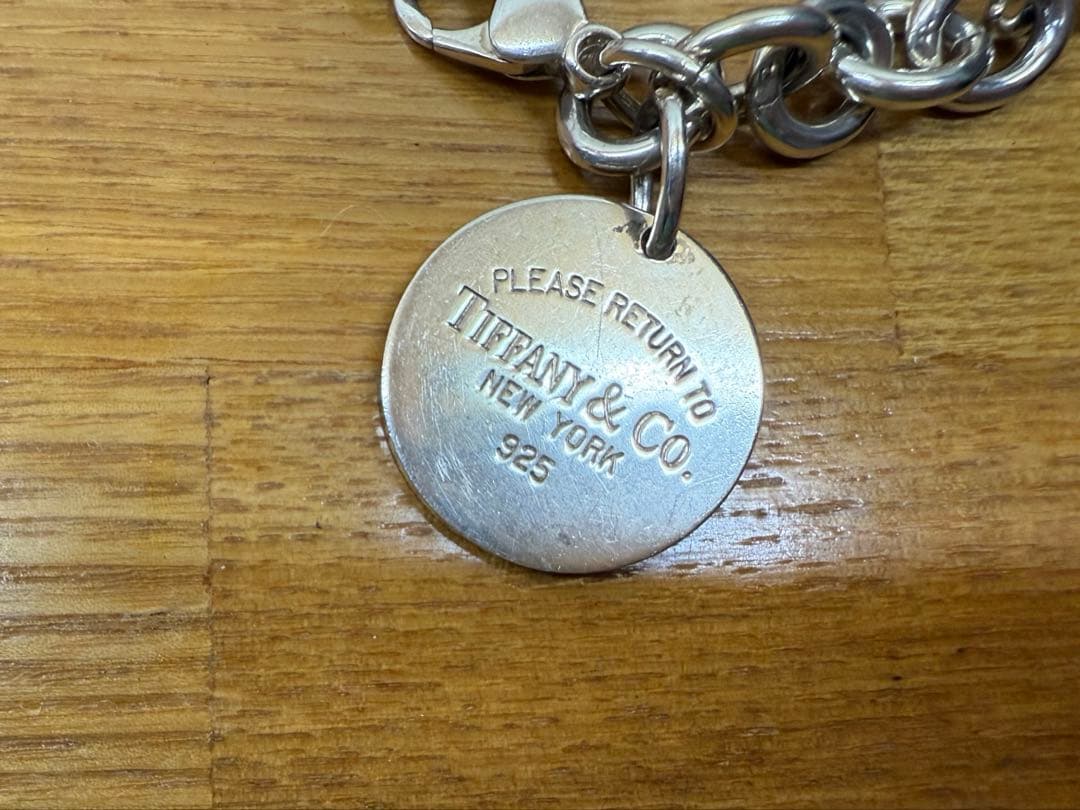 PLEASE RETURN TO
TIFFANY & CO.
NEW YORK
925